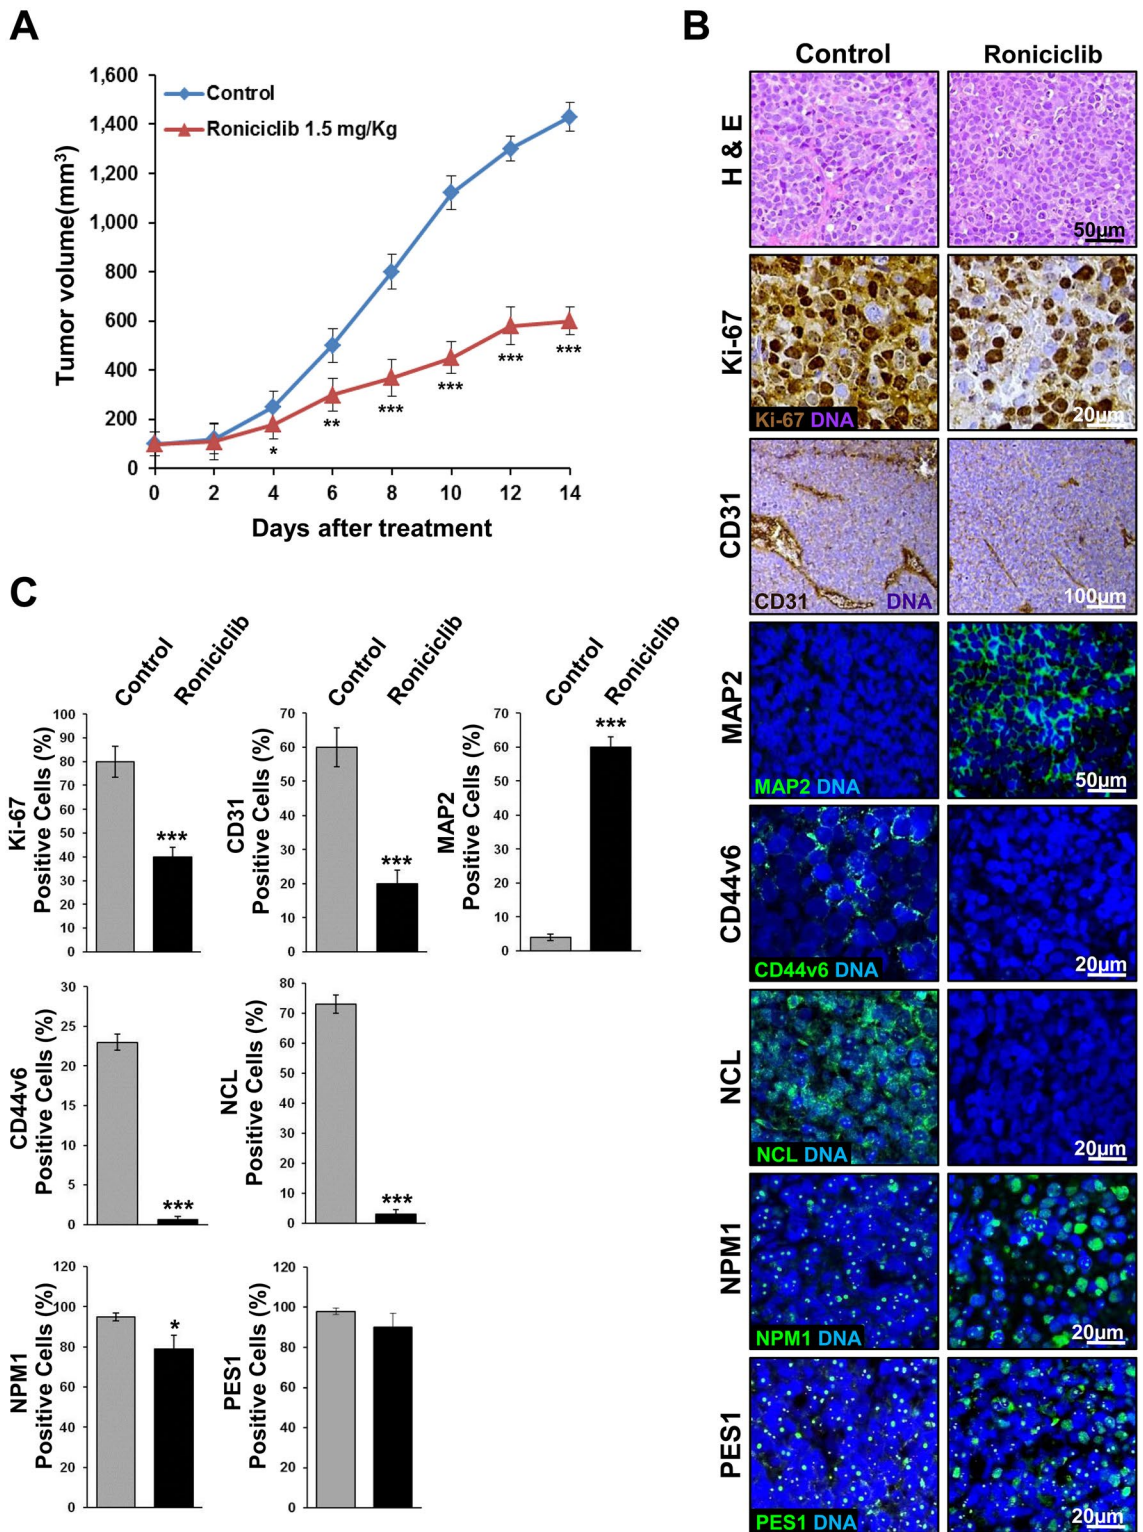 A
Tumor volume(mm³)
1,600
1,400
1,200
1,000
800
600
400
200
0
Control
Roniciclib 1.5 mg/Kg
*
**
***
***
***
***
0 2 4 6 8 10 12 14
Days after treatment
B
Control Roniciclib
H & E
50µm
Ki-67
Ki-67 DNA
20µm
CD31
CD31 DNA
100µm
MAP2
MAP2 DNA
50µm
CD44v6
CD44v6 DNA
20µm
NCL
NCL DNA
20µm
NPM1
NPM1 DNA
20µm
PES1
PES1 DNA
20µm
C
Control Roniciclib
Ki-67
Positive Cells (%)
100
90
80
70
60
50
40
30
20
10
0
***
Control Roniciclib
CD31
Positive Cells (%)
70
60
50
40
30
20
10
0
***
Control Roniciclib
MAP2
Positive Cells (%)
70
60
50
40
30
20
10
0
***
CD44v6
Positive Cells (%)
30
25
20
15
10
5
0
***
NCL
Positive Cells (%)
80
70
60
50
40
30
20
10
0
***
NPM1
Positive Cells (%)
120
100
80
60
40
20
0
*
PES1
Positive Cells (%)
120
100
80
60
40
20
0